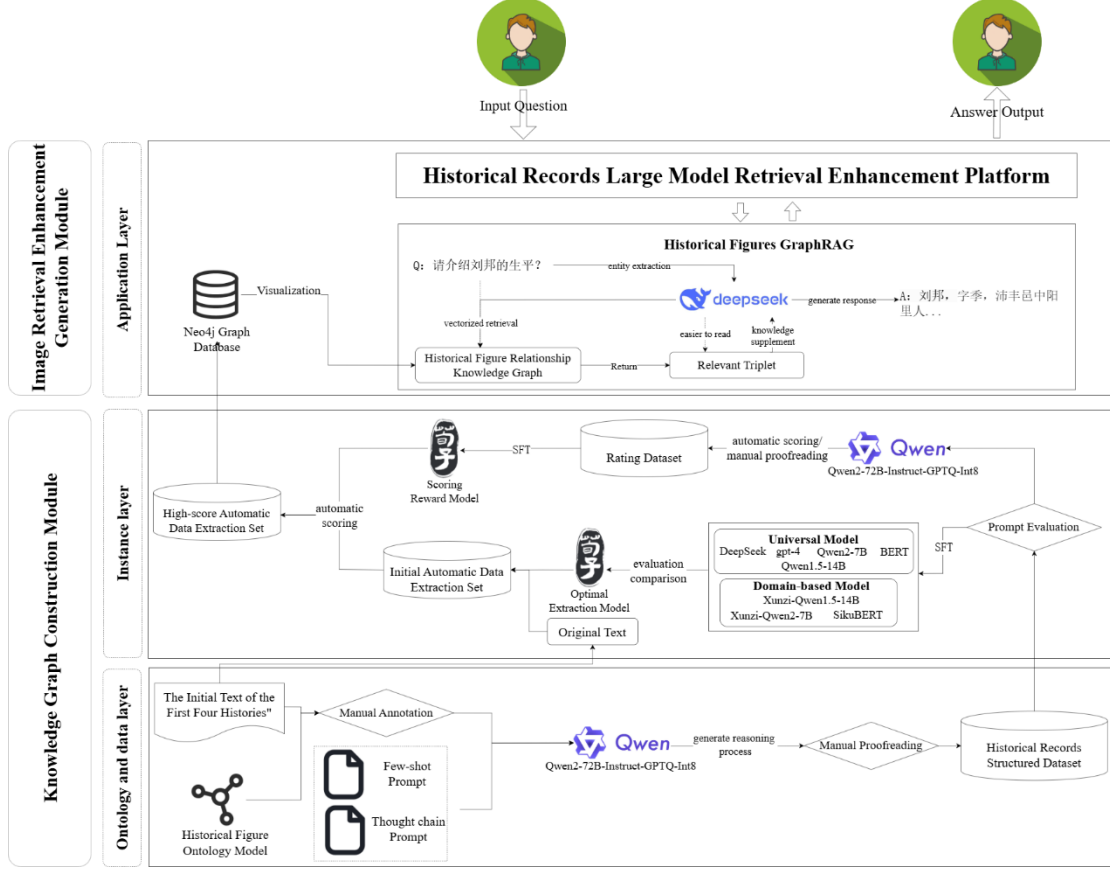 Input Question
Answer Output
Image Retrieval Enhancement
Generation Module
Application Layer
Historical Records Large Model Retrieval Enhancement Platform
Historical Figures GraphRAG
Q: 请介绍刘邦的生平?
entity extraction
deepseek
generate response
A: 刘邦，字季，沛丰邑中阳
里人...
Visualization
Neo4j Graph
Database
vectorized retrieval
easier to read
knowledge
supplement
Historical Figure Relationship
Knowledge Graph
Return
Relevant Triplet
Knowledge Graph Construction Module
Instance layer
荀子
Scoring
Reward Model
SFT
Rating Dataset
automatic scoring/
manual proofreading
Qwen
Qwen2-72B-Instruct-GPTQ-Int8
High-score Automatic
Data Extraction Set
automatic
scoring
Initial Automatic Data
Extraction Set
荀子
Optimal
Extraction Model
Original Text
evaluation
comparison
Universal Model
DeepSeek gpt-4 Qwen2-7B BERT
Qwen1.5-14B
Domain-based Model
Xunzi-Qwen1.5-14B
Xunzi-Qwen2-7B SikuBERT
SFT
Prompt Evaluation
Ontology and data layer
The Initial Text of the
First Four Histories"
Manual Annotation
Historical Figure
Ontology Model
Few-shot
Prompt
Thought chain
Prompt
Qwen
Qwen2-72B-Instruct-GPTQ-Int8
generate reasoning
process
Manual Proofreading
Historical Records
Structured Dataset